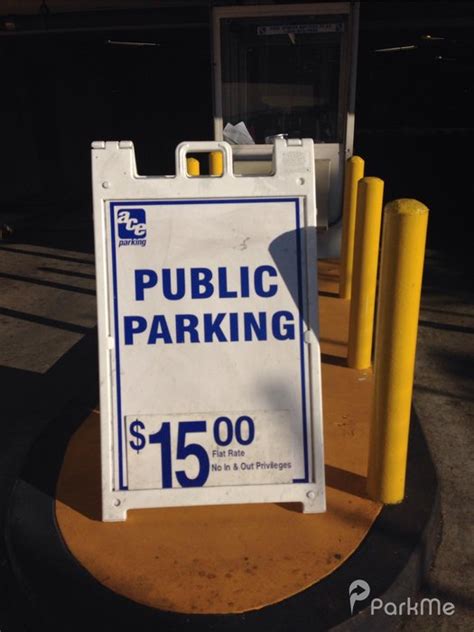 ace
parking
PUBLIC
PARKING
$15.00
Flat Rate
No In & Out Privileges
ParkMe